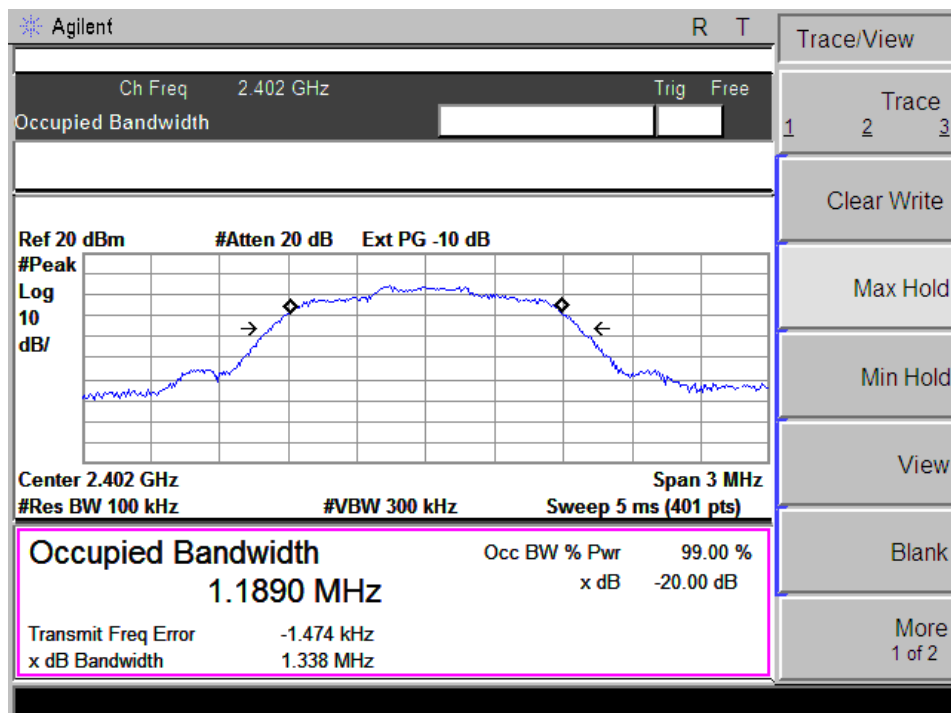 Agilent R T
Trace/View
Ch Freq 2.402 GHz Trig Free
Occupied Bandwidth
Trace
1 2 3
Clear Write
Max Hold
Min Hold
View
Blank
More
1 of 2
Ref 20 dBm #Atten 20 dB Ext PG -10 dB
#Peak
Log
10
dB/
Center 2.402 GHz Span 3 MHz
#Res BW 100 kHz #VBW 300 kHz Sweep 5 ms (401 pts)
Occupied Bandwidth Occ BW % Pwr 99.00 %
1.1890 MHz x dB -20.00 dB
Transmit Freq Error -1.474 kHz
x dB Bandwidth 1.338 MHz